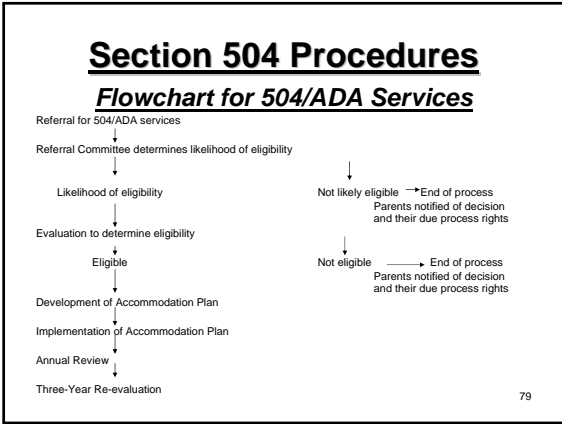 Section 504 Procedures
Flowchart for 504/ADA Services
Referral for 504/ADA services
Referral Committee determines likelihood of eligibility
Likelihood of eligibility
Not likely eligible
End of process
Parents notified of decision
and their due process rights
Evaluation to determine eligibility
Eligible
Not eligible
End of process
Parents notified of decision
and their due process rights
Development of Accommodation Plan
Implementation of Accommodation Plan
Annual Review
Three-Year Re-evaluation
79